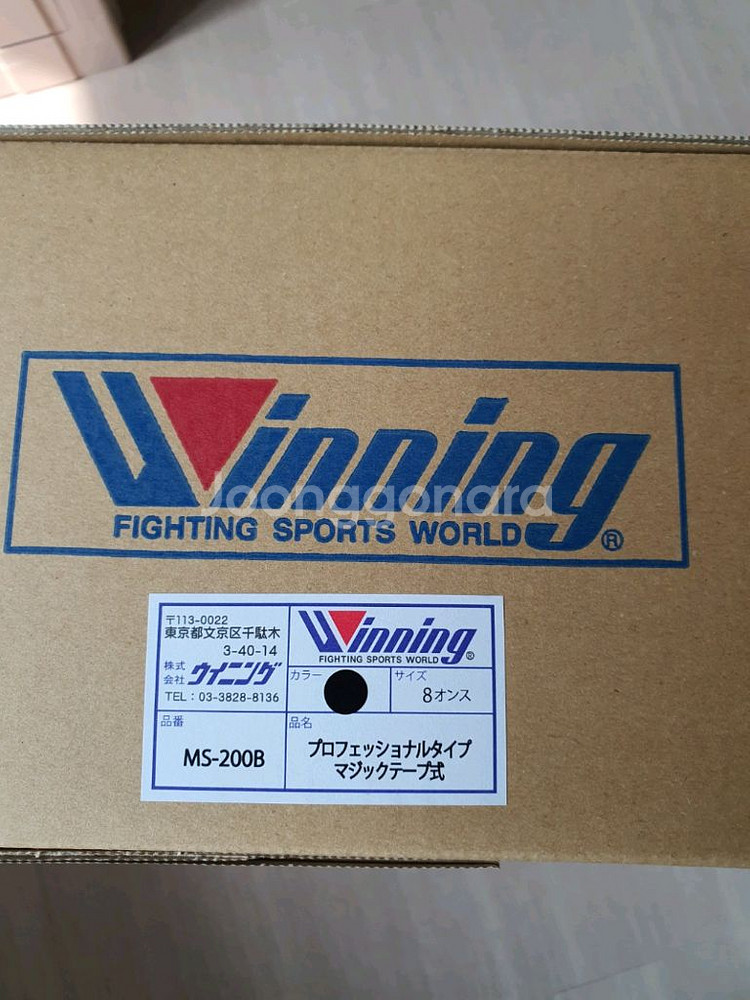 Winning
Joonggonara
FIGHTING SPORTS WORLD ®
〒113-0022
東京都文京区千駄木
3-40-14
株式会社 ウイニング
TEL：03-3828-8136
Winning
FIGHTING SPORTS WORLD ®
カラー
サイズ
8オンス
品番
MS-200B
品名
プロフェッショナルタイプ
マジックテープ式